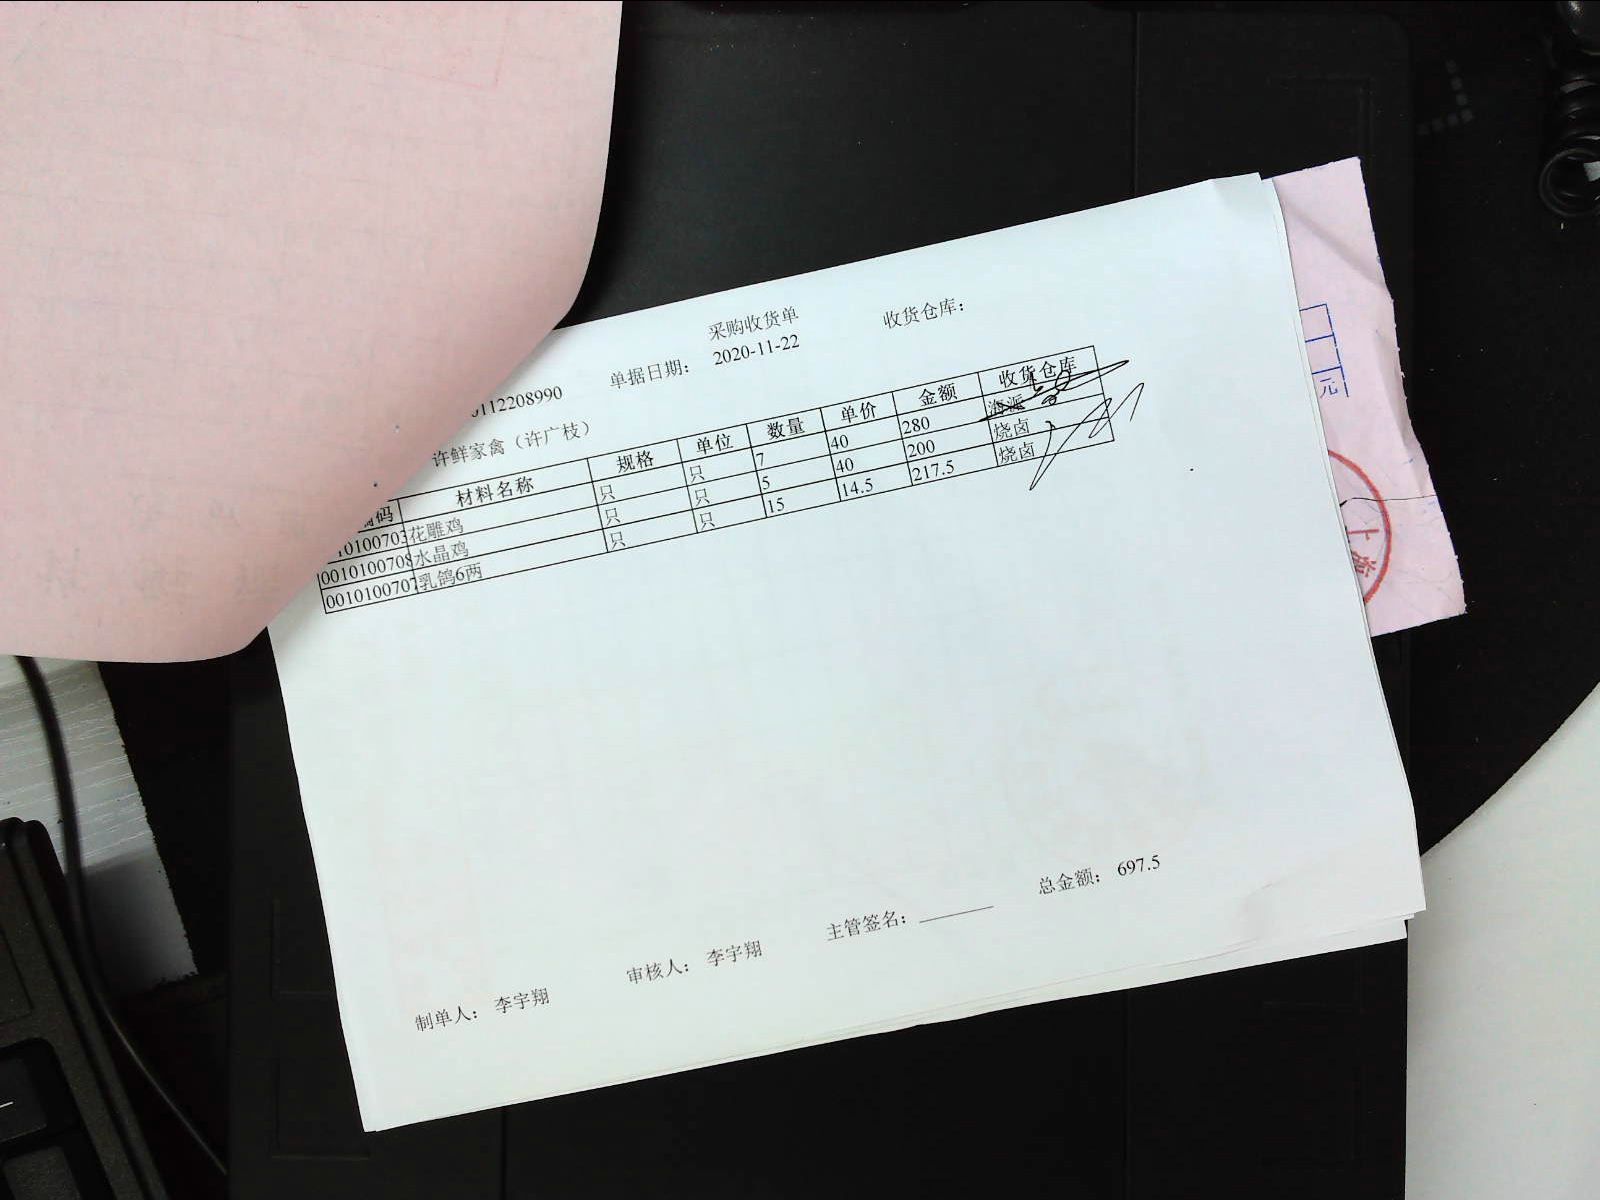 采购收货单 收货仓库：
0112208990 单据日期： 2020-11-22
许鲜家禽（许广枝）
编码 材料名称 规格 单位 数量 单价 金额 收货仓库
10100703 花雕鸡 只 只 7 40 280 海派
0010100708 水晶鸡 只 只 5 40 200 烧卤
0010100707 乳鸽6两 只 只 15 14.5 217.5 烧卤
总金额： 697.5
制单人： 李宇翔 审核人： 李宇翔 主管签名：
元